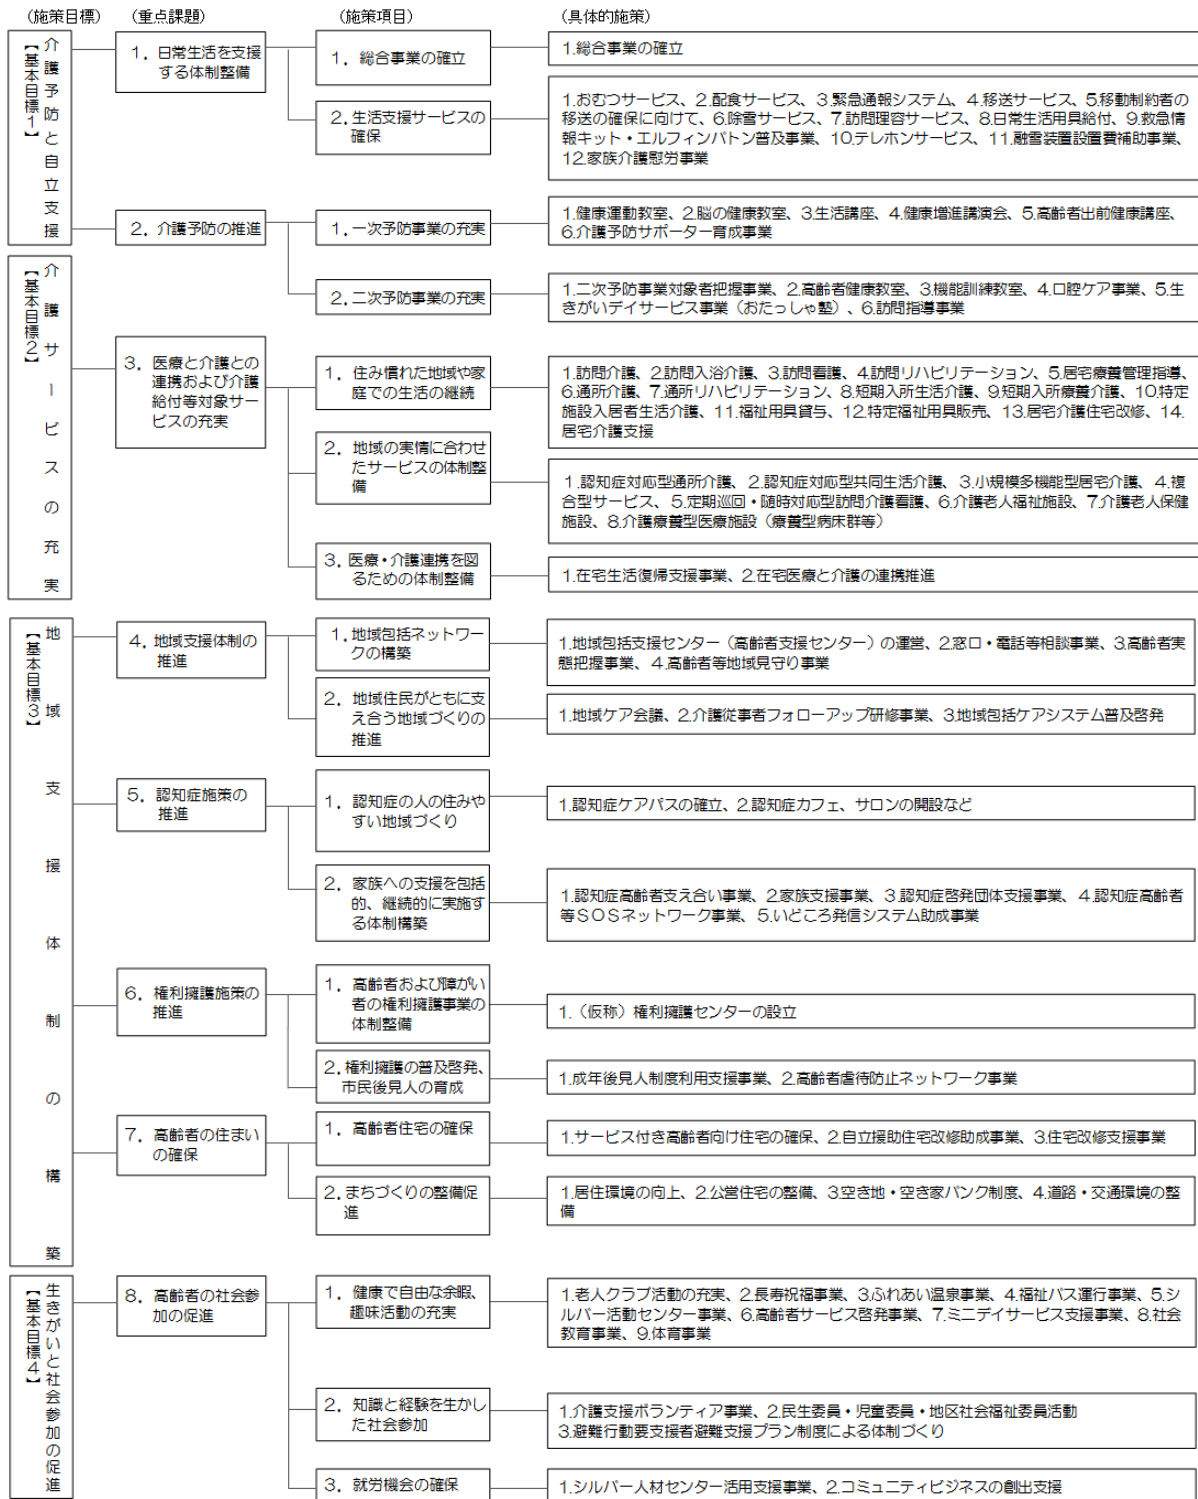 (施策目標)
(重点課題)
(施策項目)
(具体的施策)
【基本目標1】
介護予防と自立支援
1. 日常生活を支援
する体制整備
1. 総合事業の確立
1.総合事業の確立
2.生活支援サービスの
確保
1.おむつサービス、2.配食サービス、3.緊急通報システム、4.移送サービス、5.移動制約者の
移送の確保に向けて、6.除雪サービス、7.訪問理容サービス、8.日常生活用具給付、9.救急情
報キット・エルフィンバトン普及事業、10.テレホンサービス、11.融雪装置設置費補助事業、
12.家族介護慰労事業
2. 介護予防の推進
1.一次予防事業の充実
1.健康運動教室、2.脳の健康教室、3.生活講座、4.健康増進講演会、5.高齢者出前健康講座、
6.介護予防サポーター育成事業
2.二次予防事業の充実
1.二次予防事業対象者把握事業、2.高齢者健康教室、3.機能訓練教室、4.口腔ケア事業、5.生
きがいデイサービス事業(おたっしゃ塾)、6.訪問指導事業
【基本目標2】
介護サービスの充実
3. 医療と介護との
連携および介護
給付等対象サー
ビスの充実
1. 住み慣れた地域や家
庭での生活の継続
1.訪問介護、2.訪問入浴介護、3.訪問看護、4.訪問リハビリテーション、5.居宅療養管理指導、
6.通所介護、7.通所リハビリテーション、8.短期入所生活介護、9.短期入所療養介護、10.特定
施設入居者生活介護、11.福祉用具貸与、12.特定福祉用具販売、13.居宅介護住宅改修、14.
居宅介護支援
2. 地域の実情に合わせ
たサービスの体制整
備
1.認知症対応型通所介護、2.認知症対応型共同生活介護、3.小規模多機能型居宅介護、4.複
合型サービス、5.定期巡回・随時対応型訪問介護看護、6.介護老人福祉施設、7.介護老人保健
施設、8.介護療養型医療施設(療養型病床群等)
3.医療・介護連携を図
るための体制整備
1.在宅生活復帰支援事業、2.在宅医療と介護の連携推進
【基本目標3】
地域支援体制の構築
4. 地域支援体制の
推進
1.地域包括ネットワー
クの構築
1.地域包括支援センター(高齢者支援センター)の運営、2.窓口・電話等相談事業、3.高齢者実
態把握事業、4.高齢者等地域見守り事業
2. 地域住民がともに支
え合う地域づくりの
推進
1.地域ケア会議、2.介護従事者フォローアップ研修事業、3.地域包括ケアシステム普及啓発
5. 認知症施策の
推進
1. 認知症の人の住みや
すい地域づくり
1.認知症ケアパスの確立、2.認知症カフェ、サロンの開設など
2. 家族への支援を包括
的、継続的に実施す
る体制構築
1.認知症高齢者支え合い事業、2.家族支援事業、3.認知症啓発団体支援事業、4.認知症高齢者
等SOSネットワーク事業、5.いどころ発信システム助成事業
6. 権利擁護施策の
推進
1. 高齢者および障がい
者の権利擁護事業の
体制整備
1.(仮称)権利擁護センターの設立
2.権利擁護の普及啓発、
市民後見人の育成
1.成年後見人制度利用支援事業、2.高齢者虐待防止ネットワーク事業
7. 高齢者の住まい
の確保
1. 高齢者住宅の確保
1.サービス付き高齢者向け住宅の確保、2.自立援助住宅改修助成事業、3.住宅改修支援事業
2.まちづくりの整備促
進
1.居住環境の向上、2.公営住宅の整備、3.空き地・空き家バンク制度、4.道路・交通環境の整
備
【基本目標4】
生きがいと社会参加の促進
8. 高齢者の社会参
加の促進
1. 健康で自由な余暇、
趣味活動の充実
1.老人クラブ活動の充実、2.長寿祝福事業、3.ふれあい温泉事業、4.福祉バス運行事業、5.シ
ルバー活動センター事業、6.高齢者サービス啓発事業、7.ミニデイサービス支援事業、8.社会
教育事業、9.体育事業
2. 知識と経験を生かし
た社会参加
1.介護支援ボランティア事業、2.民生委員・児童委員・地区社会福祉委員活動
3.避難行動要支援者避難支援プラン制度による体制づくり
3. 就労機会の確保
1.シルバー人材センター活用支援事業、2.コミュニティビジネスの創出支援